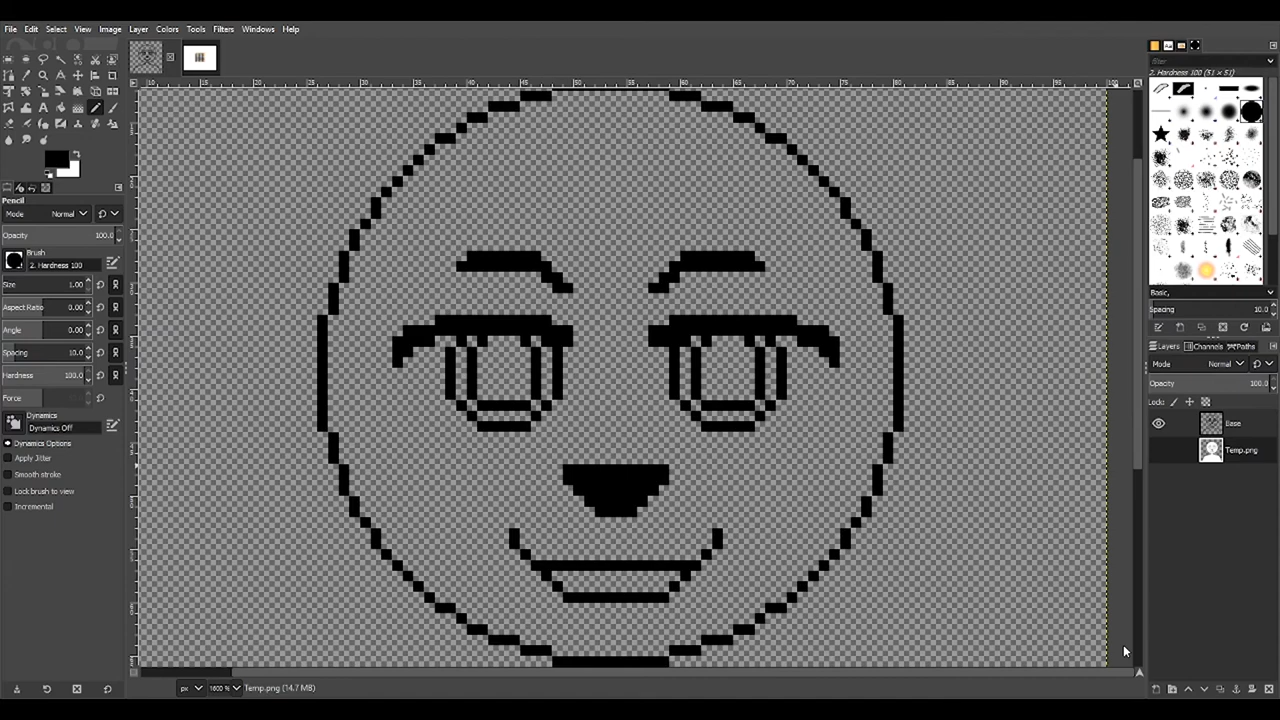 File Edit Select View Image Layer Colors Tools Filters Windows Help
Pencil
Mode Normal
Opacity 100.0
Brush
2. Hardness 100
Size 1.00
Aspect Ratio 0.00
Angle 0.00
Spacing 10.0
Hardness 100.0
Force
Dynamics
Dynamics Off
Dynamics Options
Apply Jitter
Smooth stroke
Lock brush to view
Incremental
px 1600 % Temp.png (14.7 MB)
filter
2. Hardness 100 (51 × 51)
Basic,
Spacing 10.0
Layers Channels Paths
Mode Normal
Opacity 100.0
Lock:
Base
Temp.png